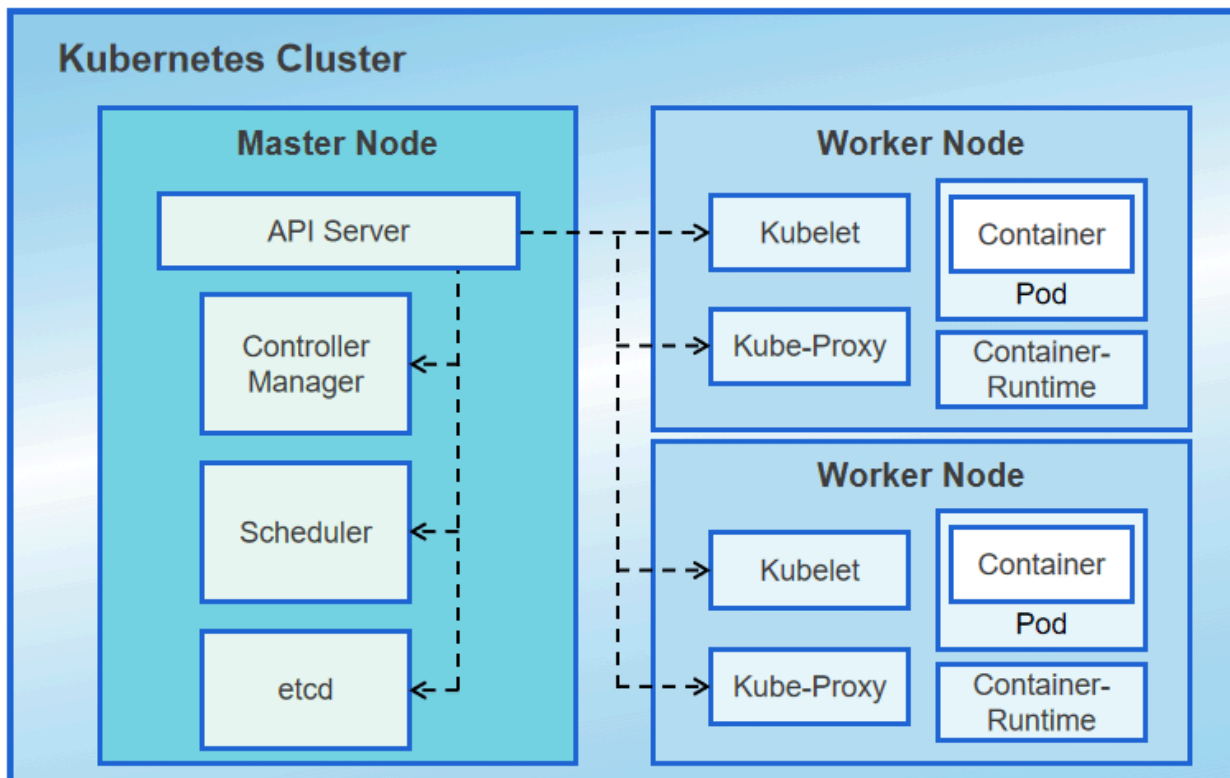 Kubernetes Cluster
Master Node
API Server
Controller
Manager
Scheduler
etcd
Worker Node
Kubelet
Kube-Proxy
Container
Pod
Container-
Runtime
Worker Node
Kubelet
Kube-Proxy
Container
Pod
Container-
Runtime